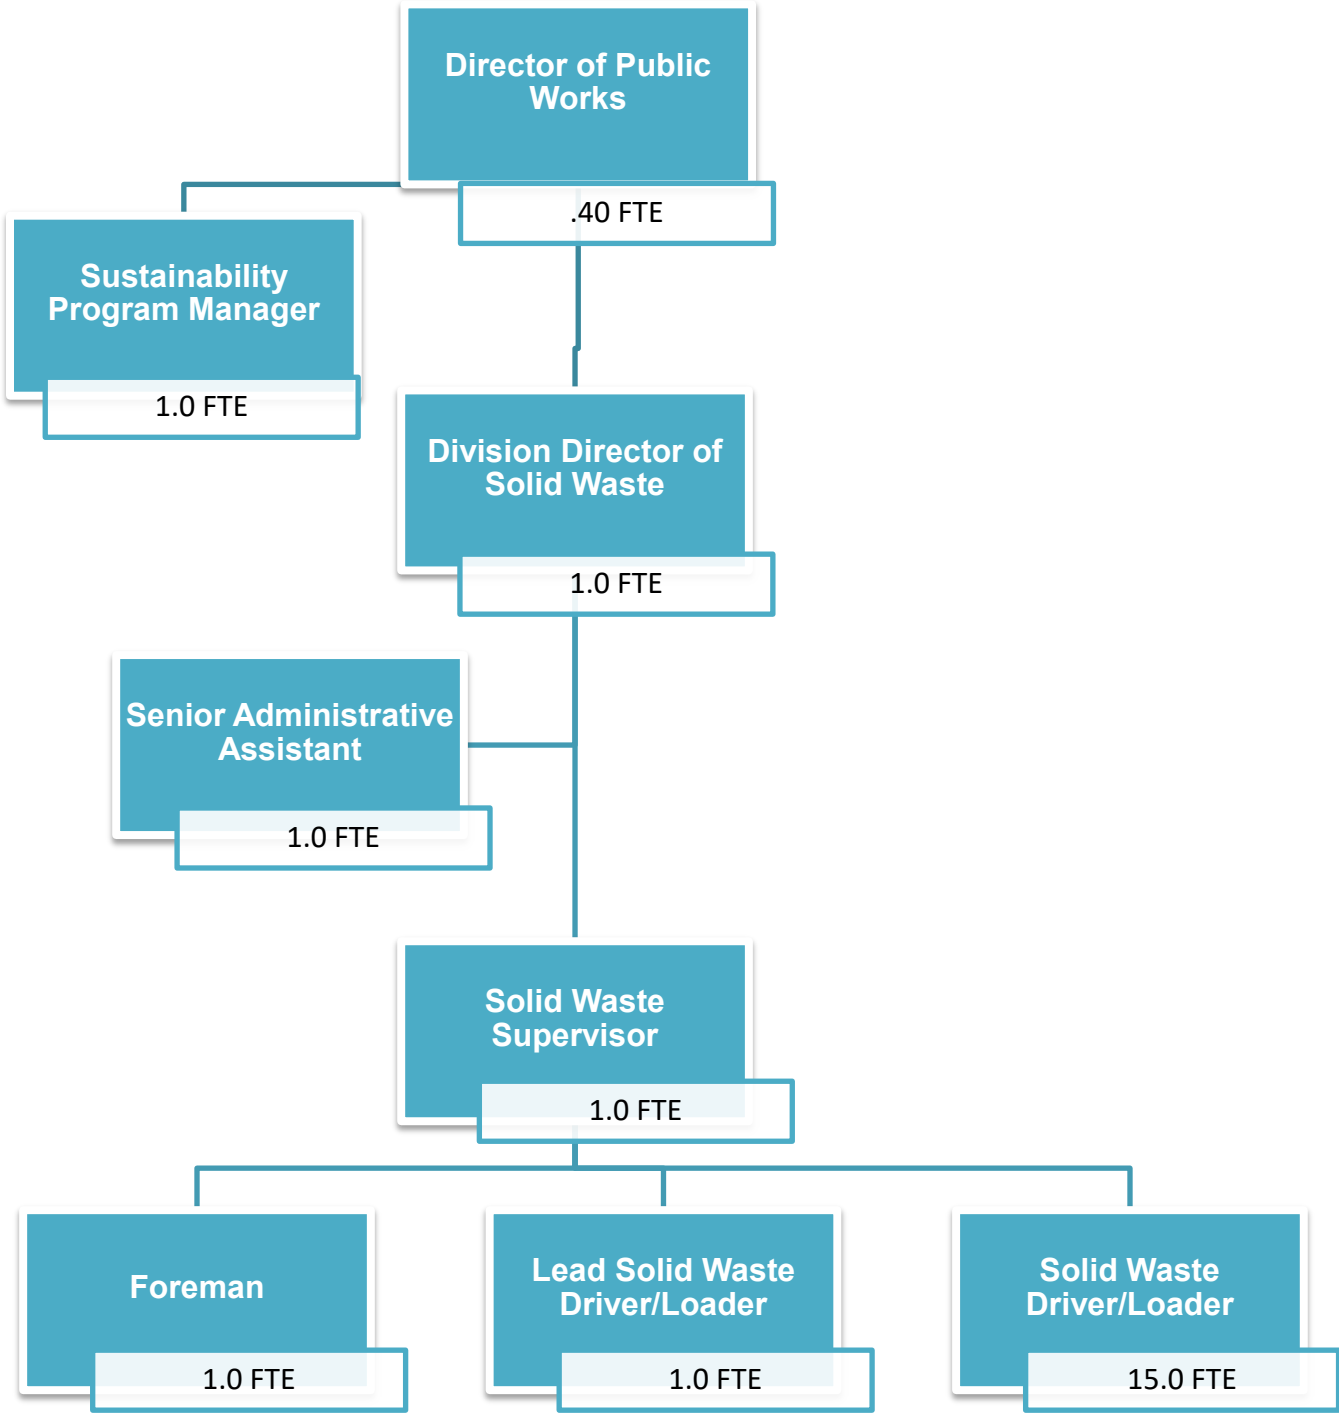 Director of Public
Works
.40 FTE
Sustainability
Program Manager
1.0 FTE
Division Director of
Solid Waste
1.0 FTE
Senior Administrative
Assistant
1.0 FTE
Solid Waste
Supervisor
1.0 FTE
Foreman
1.0 FTE
Lead Solid Waste
Driver/Loader
1.0 FTE
Solid Waste
Driver/Loader
15.0 FTE